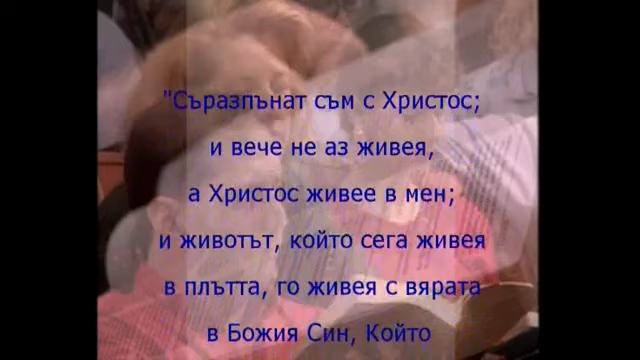 "Съразпънат съм с Христос;
и вече не аз живея,
а Христос живее в мен;
и животът, който сега живея
в плътта, го живея с вярата
в Божия Син, Който